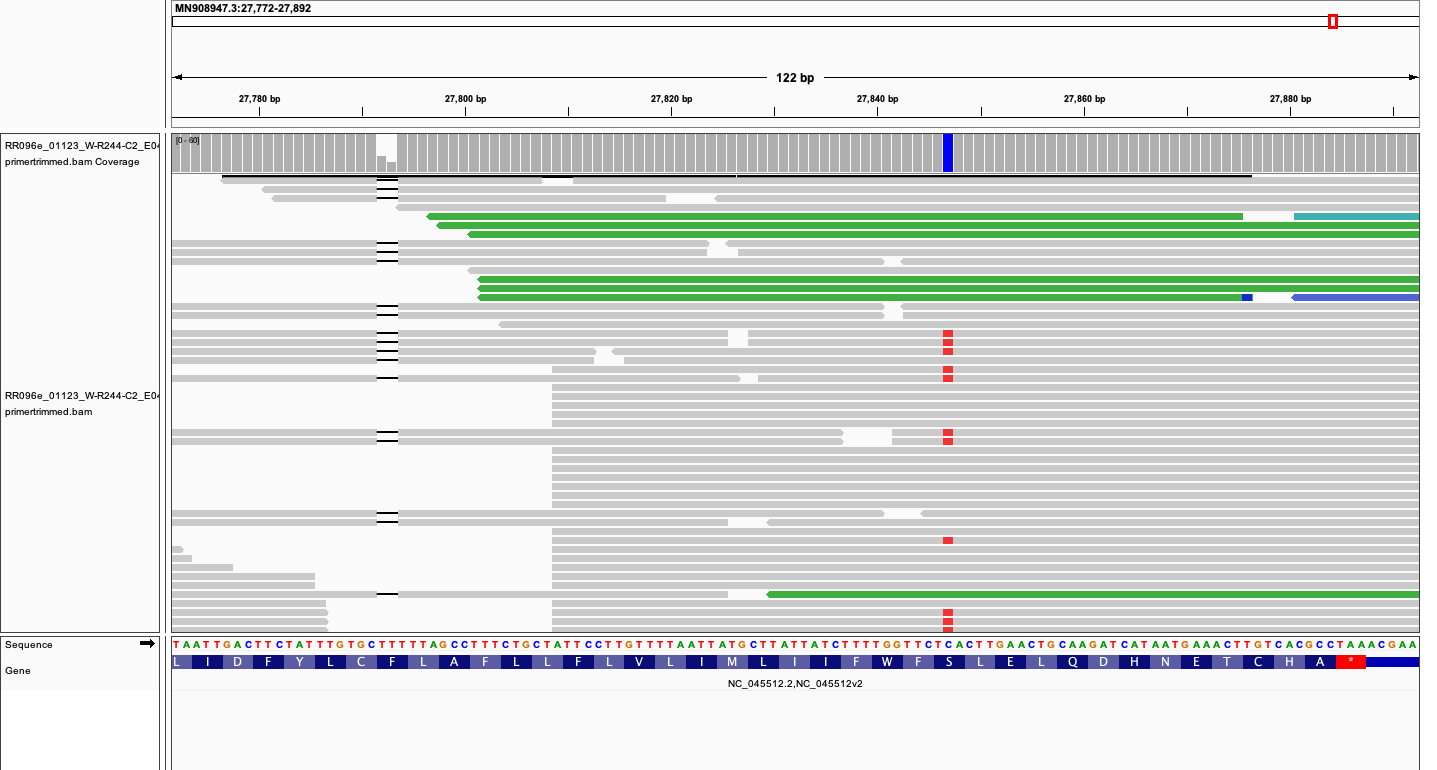 MN908947.3:27,772-27,892
122 bp
27,780 bp 27,800 bp 27,820 bp 27,840 bp 27,860 bp 27,880 bp
RR096e_01123_W-R244-C2_E0
primertrimmed.bam Coverage
[0 - 60]
RR096e_01123_W-R244-C2_E0
primertrimmed.bam
Sequence
TAATTGACTTCTATTTGTGCTTTTTAGCCTTTCTGCTATTCCTTGTTTTAATTATGCTTATTATCTTTTGGTTCTCACTTGAACTGCAAGATCATAATGAAACTTGTCACGCCTAAACGAA
Gene
L I D F Y L C F L A F L L F L V L I M L I I F W F S L E L Q D H N E T C H A *
NC_045512.2,NC_045512v2